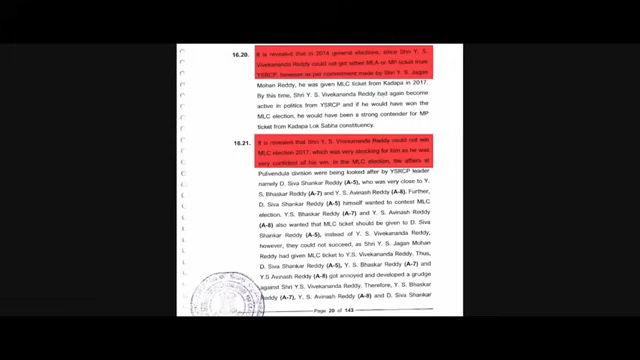 16.20. It is revealed that in 2014 general elections, since Shri Y. S.
Vivekananda Reddy could not get either MLA or MP ticket from
YSRCP, however as per commitment made by Shri Y. S. Jagan
Mohan Reddy, he was given MLC ticket from Kadapa in 2017.
By this time, Shri Y. S. Vivekananda Reddy had again become
active in politics from YSRCP and if he would have won the
MLC election, he would have been a strong contender for MP
ticket from Kadapa Lok Sabha constituency.
16.21. It is revealed that Shri Y. S. Vivekananda Reddy could not win
MLC election 2017, which was very shocking for him as he was
very confident of his win. In the MLC election, the affairs of
Pulivendula division were being looked after by YSRCP leader
namely D. Siva Shankar Reddy (A-5), who was very close to Y.
S. Bhaskar Reddy (A-7) and Y. S. Avinash Reddy (A-8). Further,
D. Siva Shankar Reddy (A-5) himself wanted to contest MLC
election. Y.S. Bhaskar Reddy (A-7) and Y. S. Avinash Reddy
(A-8) also wanted that MLC ticket should be given to D. Siva
Shankar Reddy (A-5), instead of Y. S. Vivekananda Reddy,
however, they could not succeed, as Shri Y. S. Jagan Mohan
Reddy had given MLC ticket to Y.S. Vivekananda Reddy. Thus,
D. Siva Shankar Reddy (A-5), Y. S. Bhaskar Reddy (A-7) and
Y.S Avinash Reddy (A-8) got annoyed and developed a grudge
against Shri Y.S. Vivekananda Reddy. Therefore, Y. S. Bhaskar
Reddy (A-7), Y. S. Avinash Reddy (A-8) and D. Siva Shankar
Page 20 of 143